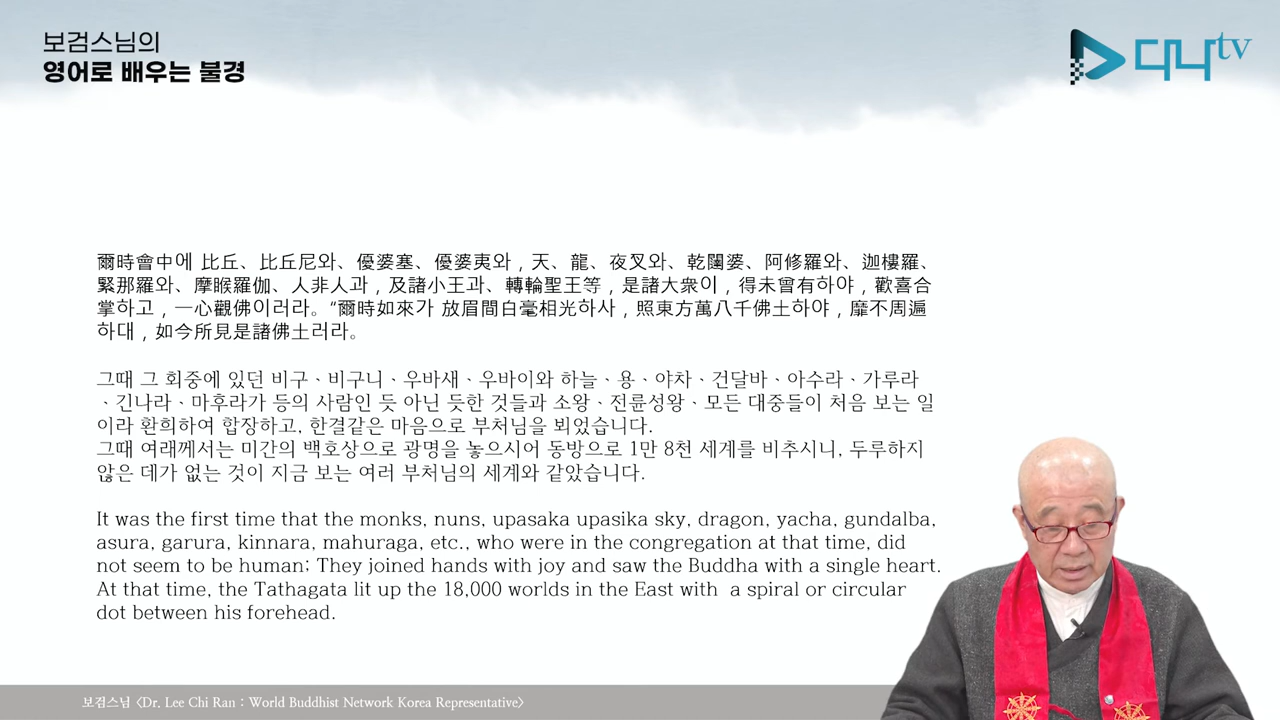 보검스님의
영어로 배우는 불경
다나tv
爾時會中에 比丘、比丘尼와、優婆塞、優婆夷와 , 天、龍、夜叉와、乾闥婆、阿修羅와、迦樓羅、
緊那羅와、摩睺羅伽、人非人과 , 及諸小王과、轉輪聖王等 , 是諸大衆이 , 得未曾有하야 , 歡喜合
掌하고 , 一心觀佛이러라。“爾時如來가 放眉間白毫相光하사 , 照東方萬八千佛土하야 , 靡不周遍
하대 , 如今所見是諸佛土러라。
그때 그 회중에 있던 비구、비구니、우바새、우바이와 하늘、용、야차、건달바、아수라、가루라
、긴나라、마후라가 등의 사람인 듯 아닌 듯한 것들과 소왕、전륜성왕、모든 대중들이 처음 보는 일
이라 환희하여 합장하고, 한결같은 마음으로 부처님을 뵈었습니다.
그때 여래께서는 미간의 백호상으로 광명을 놓으시어 동방으로 1만 8천 세계를 비추시니, 두루하지
않은 데가 없는 것이 지금 보는 여러 부처님의 세계와 같았습니다.
It was the first time that the monks, nuns, upasaka upasika sky, dragon, yacha, gundalba,
asura, garura, kinnara, mahuraga, etc., who were in the congregation at that time, did
not seem to be human: They joined hands with joy and saw the Buddha with a single heart.
At that time, the Tathagata lit up the 18,000 worlds in the East with  a spiral or circular
dot between his forehead.
보검스님 <Dr. Lee Chi Ran : World Buddhist Network Korea Representative>